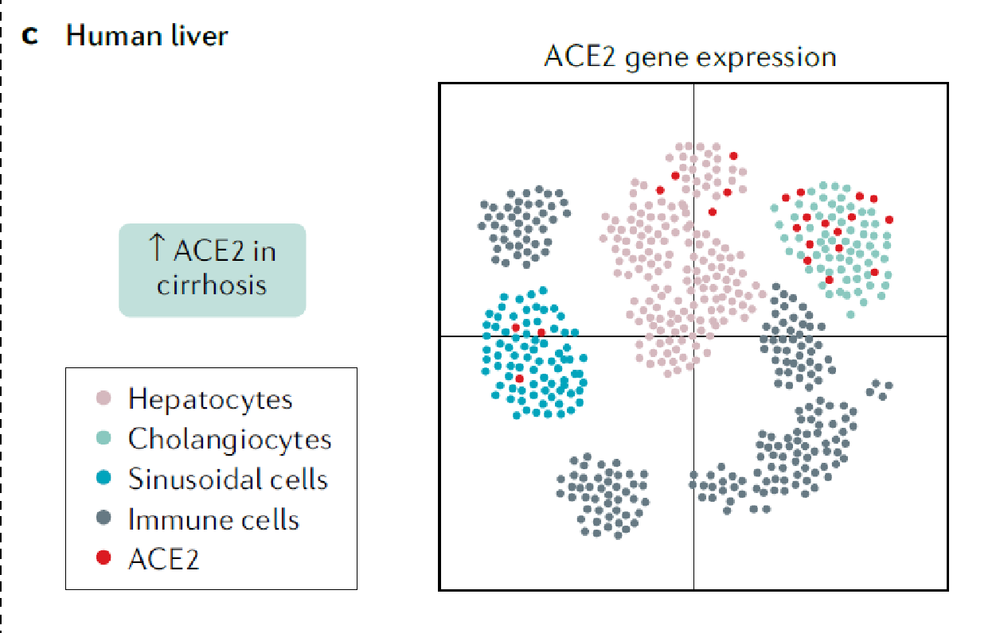 c Human liver
ACE2 gene expression
↑ ACE2 in
cirrhosis
Hepatocytes
Cholangiocytes
Sinusoidal cells
Immune cells
ACE2